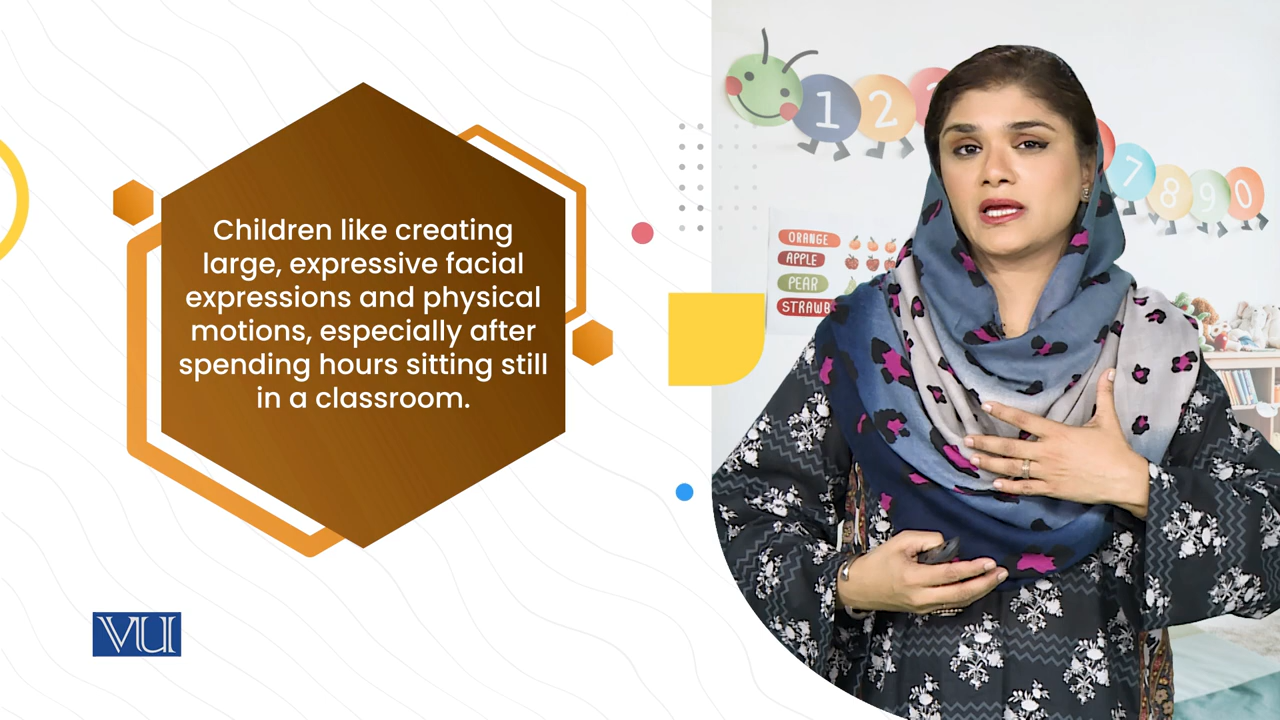 Children like creating
large, expressive facial
expressions and physical
motions, especially after
spending hours sitting still
in a classroom.
VU
1 2
7 8 9 0
ORANGE
APPLE
PEAR
STRAWB